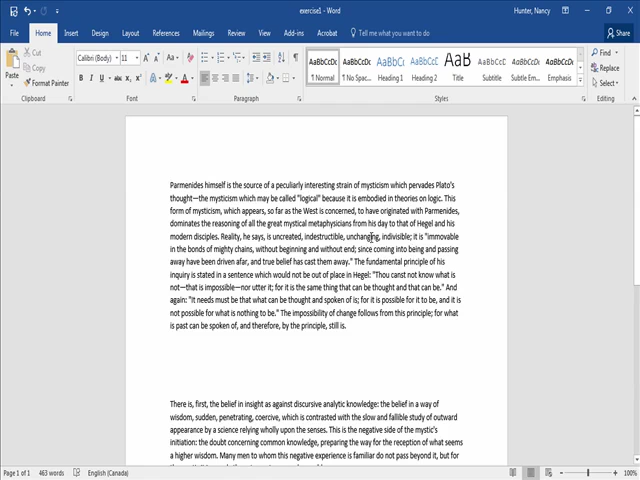 exercise1 - Word
Hunter, Nancy
File Home Insert Design Layout References Mailings Review View Add-ins Acrobat Tell me what you want to do Share
Paste Cut Copy Format Painter
Calibri (Body) 11 A A Aa
B I U abc x₂ x² A
AaBbCcDc AaBbCcDc AaBbCc AaBbCcC AaB AaBbCcC AaBbCcDc AaBbCcDc
¶ Normal ¶ No Spac... Heading 1 Heading 2 Title Subtitle Subtle Em... Emphasis
Find Replace Select
Clipboard Font Paragraph Styles Editing
Parmenides himself is the source of a peculiarly interesting strain of mysticism which pervades Plato's
thought—the mysticism which may be called "logical" because it is embodied in theories on logic. This
form of mysticism, which appears, so far as the West is concerned, to have originated with Parmenides,
dominates the reasoning of all the great mystical metaphysicians from his day to that of Hegel and his
modern disciples. Reality, he says, is uncreated, indestructible, unchanging, indivisible; it is "immovable
in the bonds of mighty chains, without beginning and without end; since coming into being and passing
away have been driven afar, and true belief has cast them away." The fundamental principle of his
inquiry is stated in a sentence which would not be out of place in Hegel: "Thou canst not know what is
not—that is impossible—nor utter it; for it is the same thing that can be thought and that can be." And
again: "It needs must be that what can be thought and spoken of is; for it is possible for it to be, and it is
not possible for what is nothing to be." The impossibility of change follows from this principle; for what
is past can be spoken of, and therefore, by the principle, still is.
There is, first, the belief in insight as against discursive analytic knowledge: the belief in a way of
wisdom, sudden, penetrating, coercive, which is contrasted with the slow and fallible study of outward
appearance by a science relying wholly upon the senses. This is the negative side of the mystic's
initiation: the doubt concerning common knowledge, preparing the way for the reception of what seems
a higher wisdom. Many men to whom this negative experience is familiar do not pass beyond it, but for
Page 1 of 1 463 words English (Canada) 100%